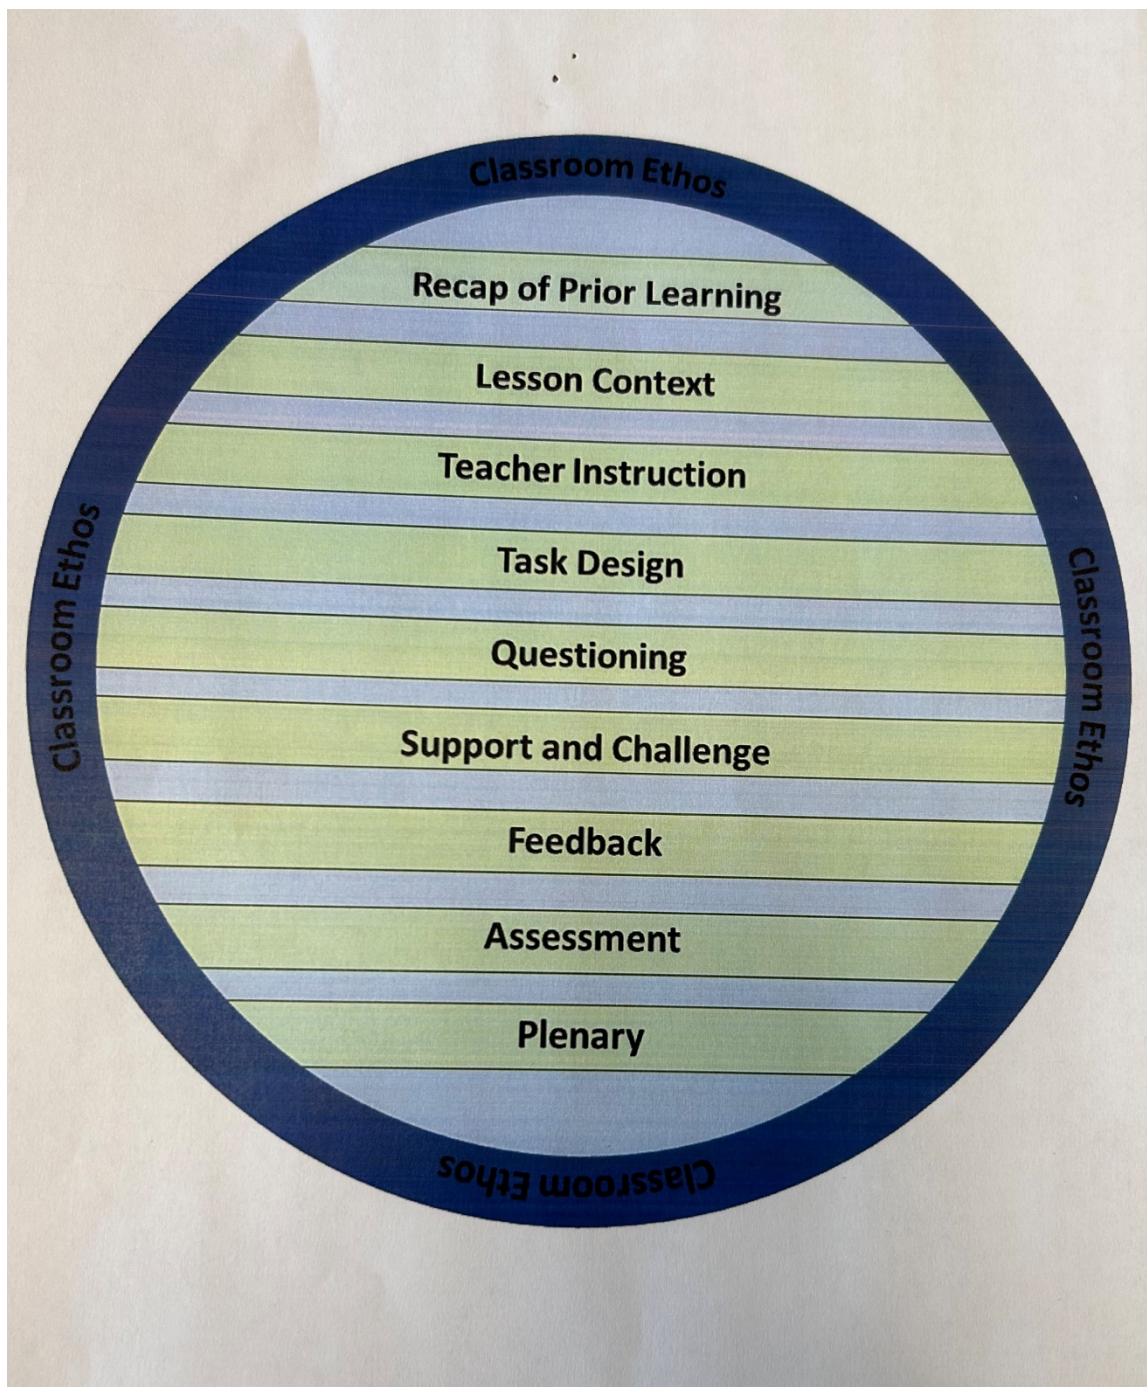 Classroom Ethos
Recap of Prior Learning
Lesson Context
Teacher Instruction
Classroom Ethos
Classroom Ethos
Task Design
Questioning
Support and Challenge
Feedback
Assessment
Plenary
Classroom Ethos